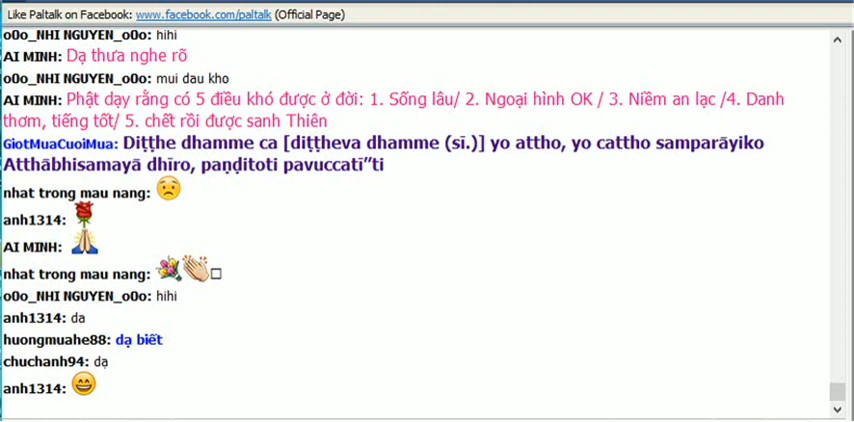 Like Paltalk on Facebook: www.facebook.com/paltalk (Official Page)
o0o_NHI NGUYEN_o0o: hihi
AI MINH: Dạ thưa nghe rõ
o0o_NHI NGUYEN_o0o: mui dau kho
AI MINH: Phật dạy rằng có 5 điều khó được ở đời: 1. Sống lâu/ 2. Ngoại hình OK / 3. Niềm an lạc /4. Danh
thơm, tiếng tốt/ 5. chết rồi được sanh Thiên
GiotMuaCuoiMua: Diṭṭhe dhamme ca [diṭṭheva dhamme (sī.)] yo attho, yo cattho samparāyiko
Atthābhisamayā dhīro, paṇḍitoti pavuccatī”ti
nhat trong mau nang:
anh1314:
AI MINH:
nhat trong mau nang:
o0o_NHI NGUYEN_o0o: hihi
anh1314: da
huongmuahe88: dạ biết
chuchanh94: dạ
anh1314: